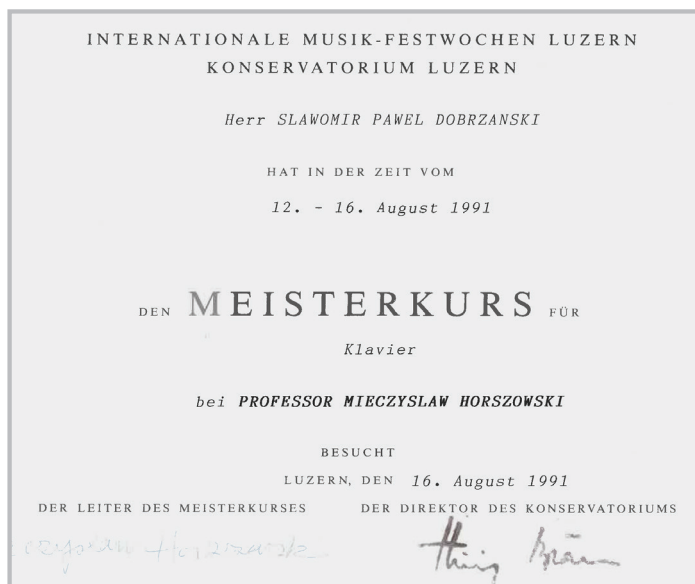 INTERNATIONALE MUSIK-FESTWOCHEN LUZERN
KONSERVATORIUM LUZERN
Herr SLAWOMIR PAWEL DOBRZANSKI
HAT IN DER ZEIT VOM
12. - 16. August 1991
DEN MEISTERKURS FÜR
Klavier
bei PROFESSOR MIECZYSLAW HORSZOWSKI
BESUCHT
LUZERN, DEN 16. August 1991
DER LEITER DES MEISTERKURSES DER DIREKTOR DES KONSERVATORIUMS